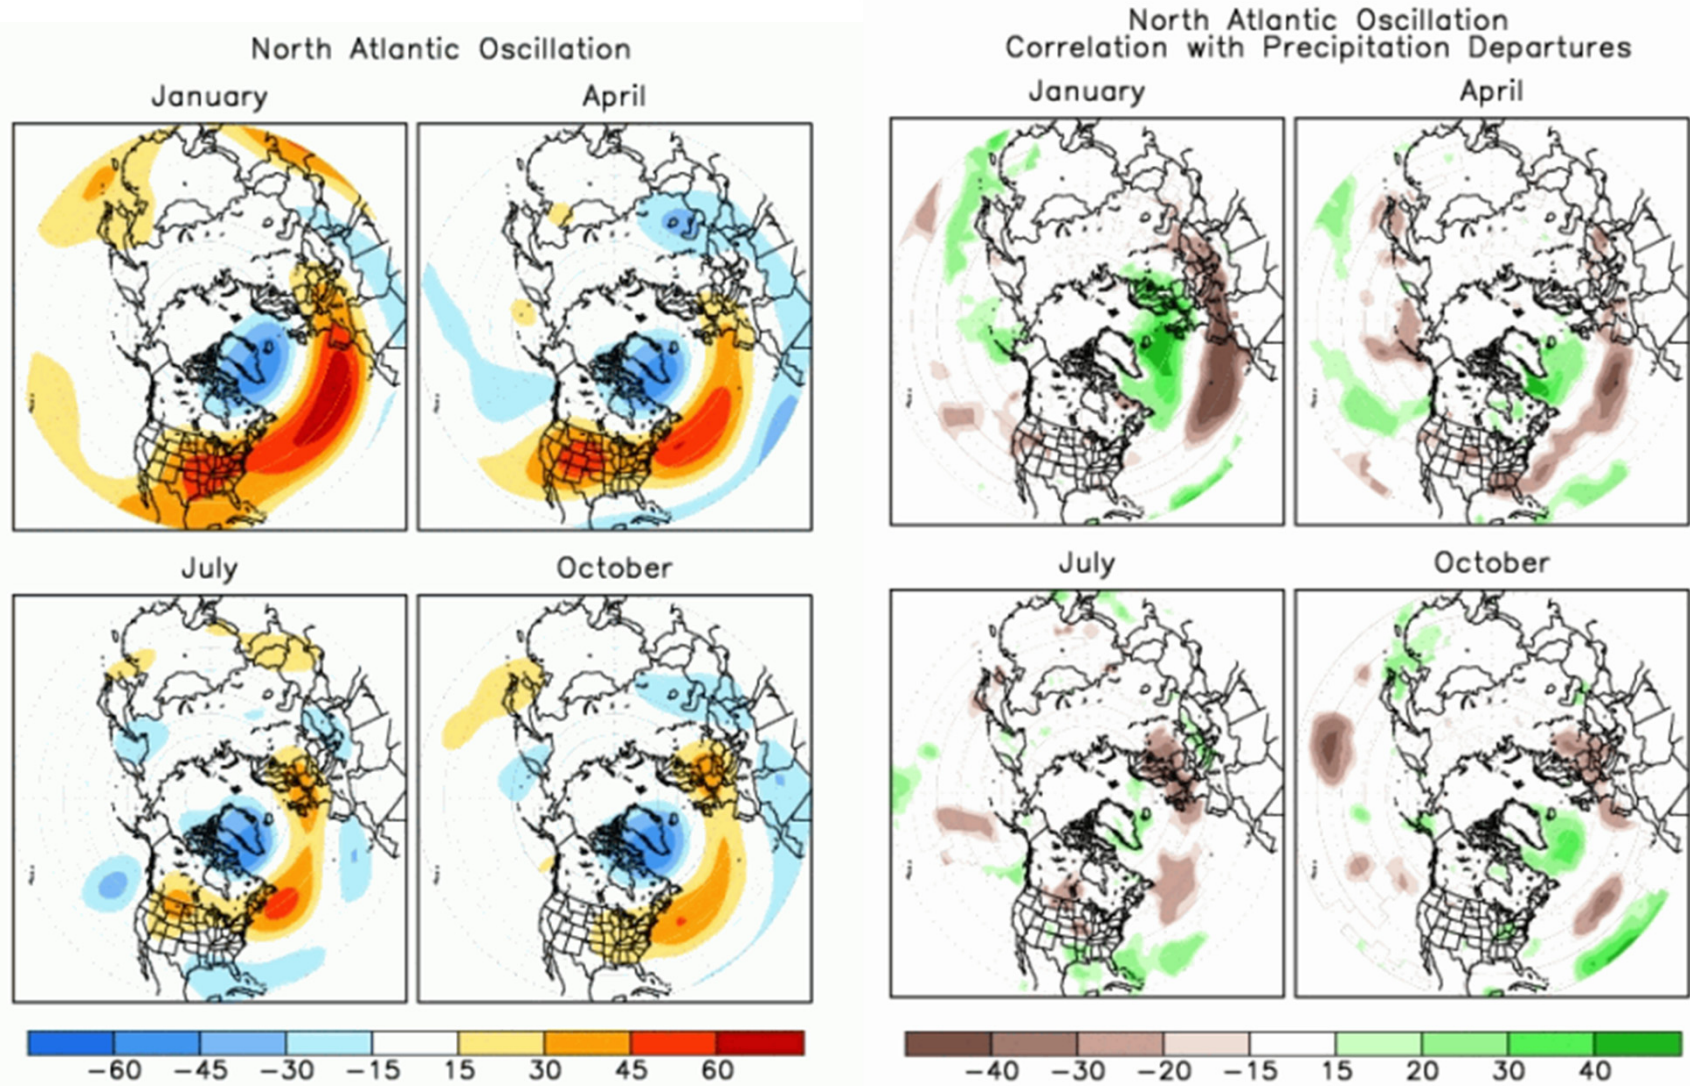 North Atlantic Oscillation
January April
July October
−60 −45 −30 −15 15 30 45 60
North Atlantic Oscillation
Correlation with Precipitation Departures
January April
July October
−40 −30 −20 −15 15 20 30 40